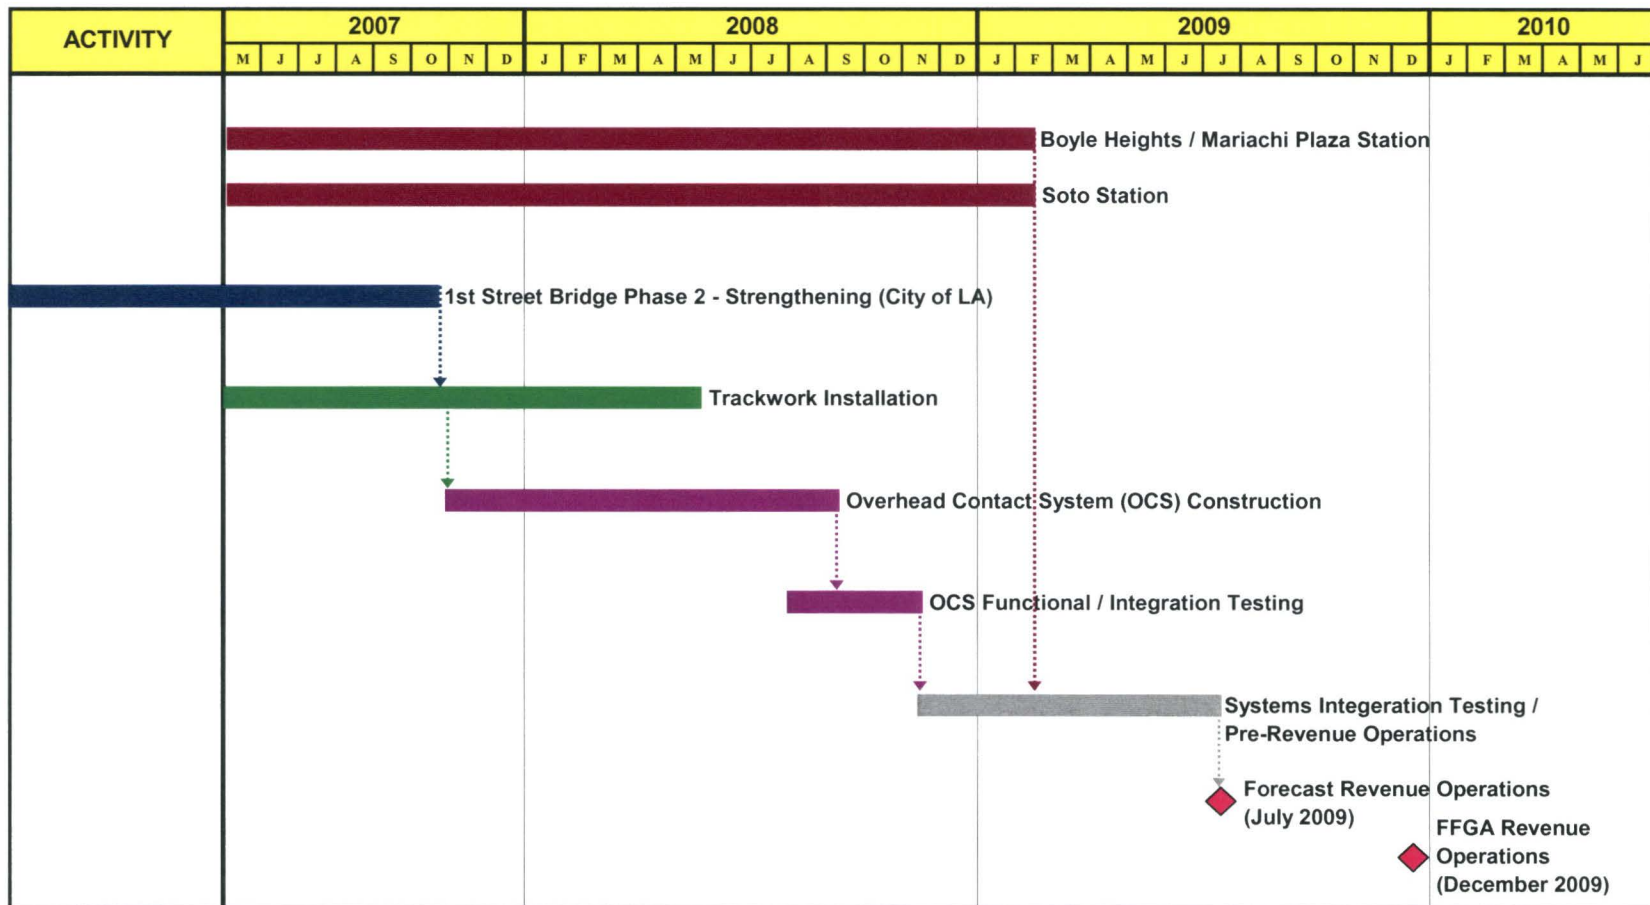 ACTIVITY
2007 2008 2009 2010
M J J A S O N D J F M A M J J A S O N D J F M A M J J A S O N D J F M A M J
Boyle Heights / Mariachi Plaza Station
Soto Station
1st Street Bridge Phase 2 - Strengthening (City of LA)
Trackwork Installation
Overhead Contact System (OCS) Construction
OCS Functional / Integration Testing
Systems Integeration Testing /
Pre-Revenue Operations
Forecast Revenue Operations
(July 2009)
FFGA Revenue
Operations
(December 2009)